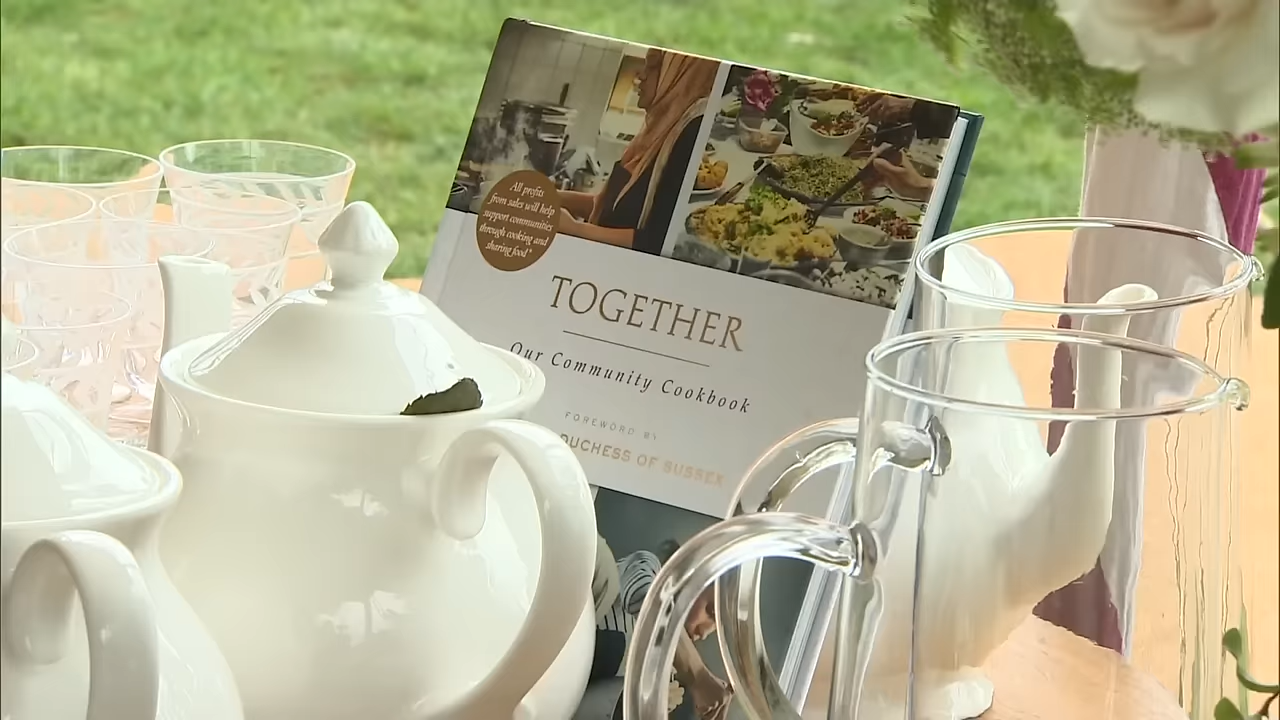 All profits
from sales will help
support communities
through cooking and
sharing food*
TOGETHER
Our Community Cookbook
FOREWORD BY
DUCHESS OF SUSSEX